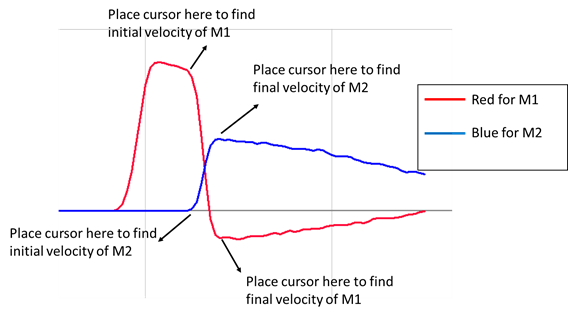 Place cursor here to find
initial velocity of M1
Place cursor here to find
final velocity of M2
Red for M1
Blue for M2
Place cursor here to find
initial velocity of M2
Place cursor here to find
final velocity of M1